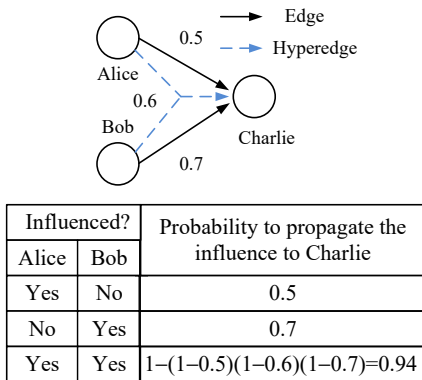 0.5
Edge
Hyperedge
Alice
0.6
Bob
Charlie
0.7
Influenced? Probability to propagate the
influence to Charlie
Alice Bob
Yes No 0.5
No Yes 0.7
Yes Yes 1−(1−0.5)(1−0.6)(1−0.7)=0.94